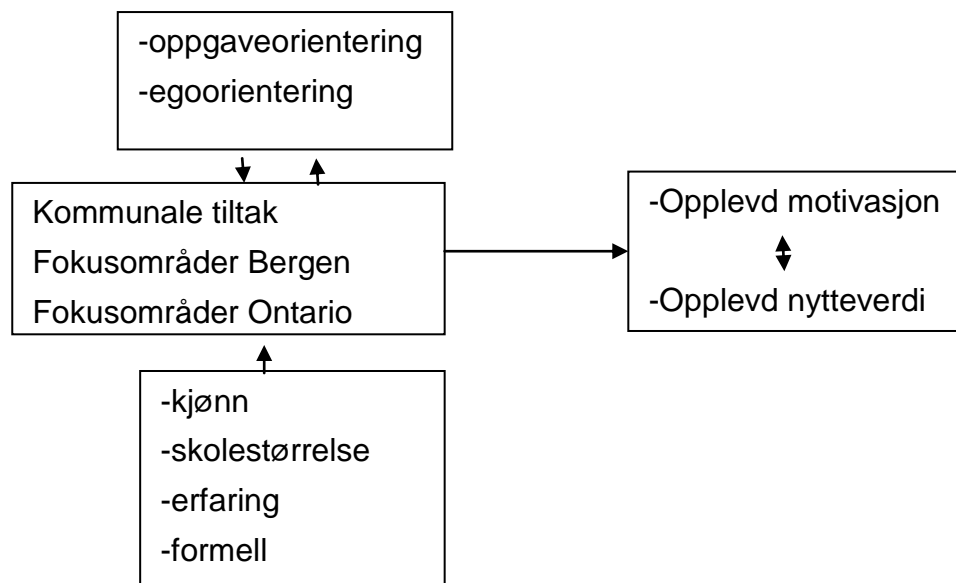 -oppgaveorientering
-egoorientering
Kommunale tiltak
Fokusområder Bergen
Fokusområder Ontario
-Opplevd motivasjon
-Opplevd nytteverdi
-kjønn
-skolestørrelse
-erfaring
-formell